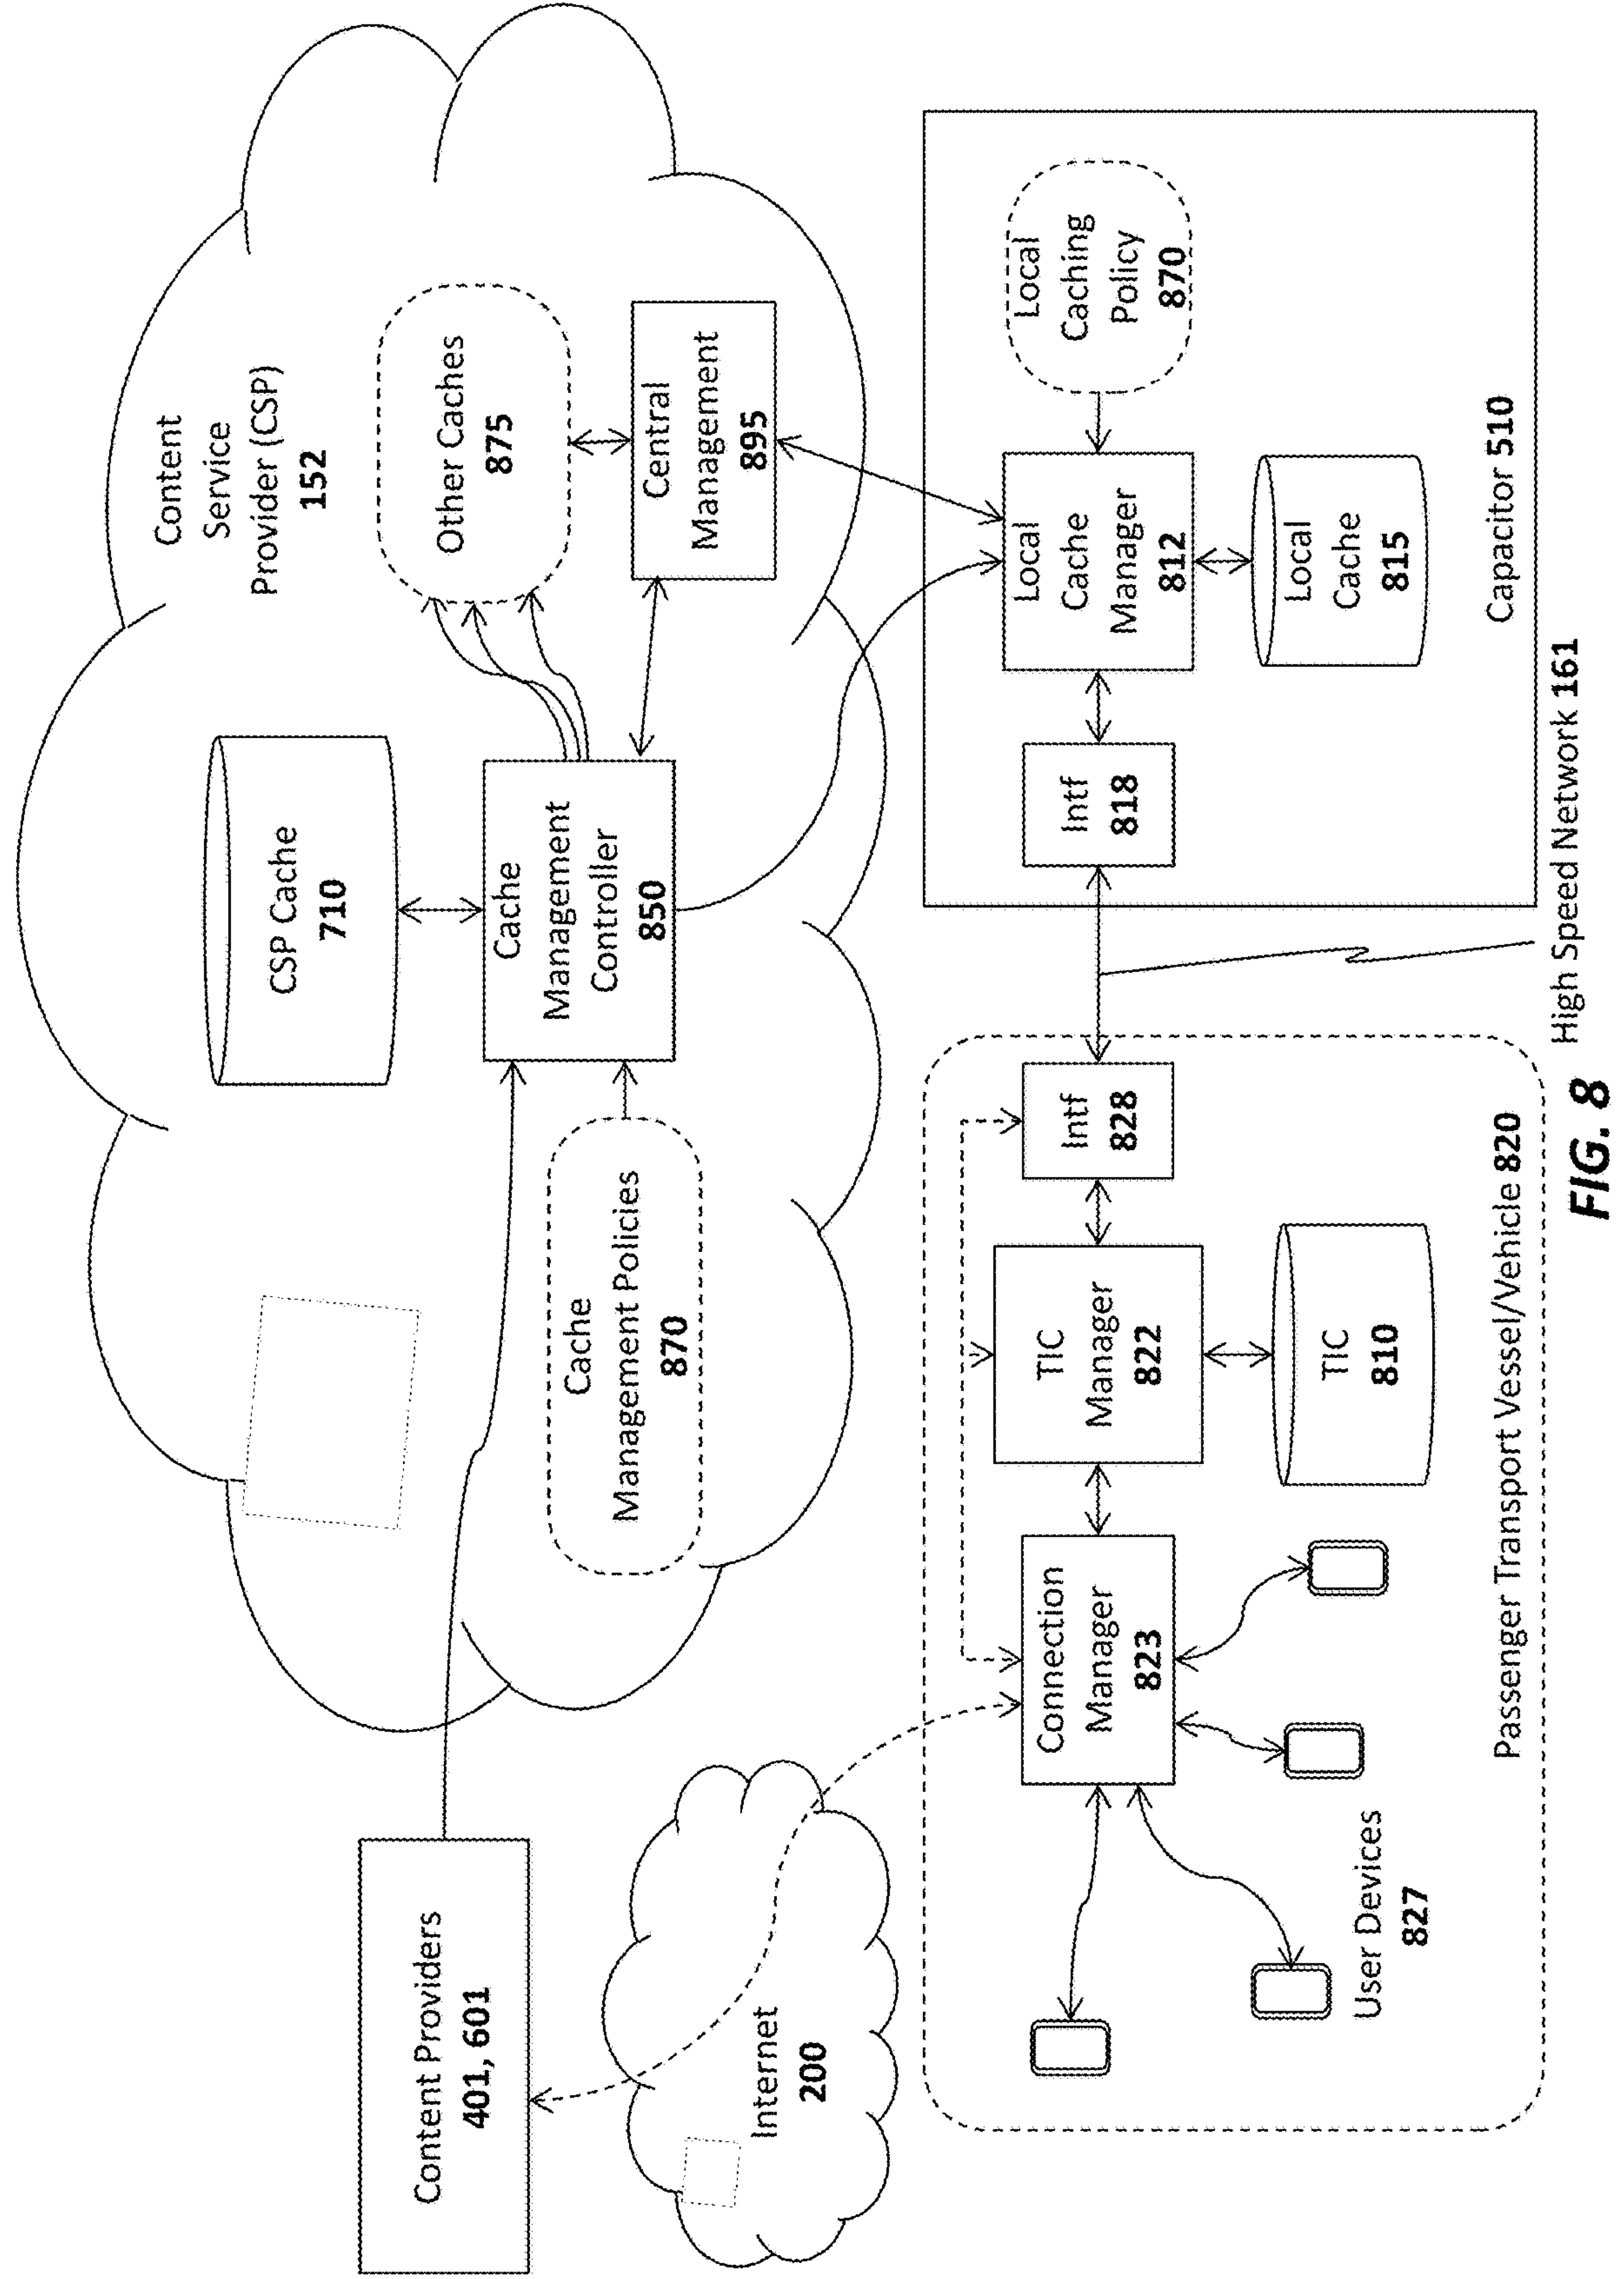 Content Providers
401, 601
Internet
200
Content
Service
Provider (CSP)
152
CSP Cache
710
Other Caches
875
Cache
Management
Controller
850
Central
Management
895
Cache
Management Policies
870
Connection
Manager
823
TIC
Manager
822
Intf
828
TIC
810
User Devices
827
Passenger Transport Vessel/Vehicle 820
Intf
818
Local
Cache
Manager
812
Local
Caching
Policy
870
Local
Cache
815
Capacitor 510
High Speed Network 161
FIG. 8